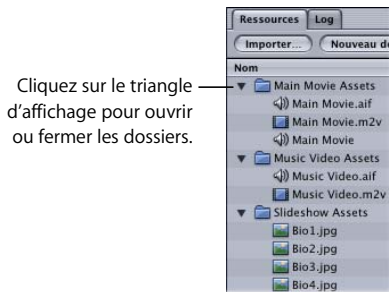 Ressources Log
Importer... Nouveau
Nom
Cliquez sur le triangle
d'affichage pour ouvrir
ou fermer les dossiers.
Main Movie Assets
Main Movie.aif
Main Movie.m2v
Main Movie
Music Video Assets
Music Video.aif
Music Video.m2v
Slideshow Assets
Bio1.jpg
Bio2.jpg
Bio3.jpg
Bio4.jpg